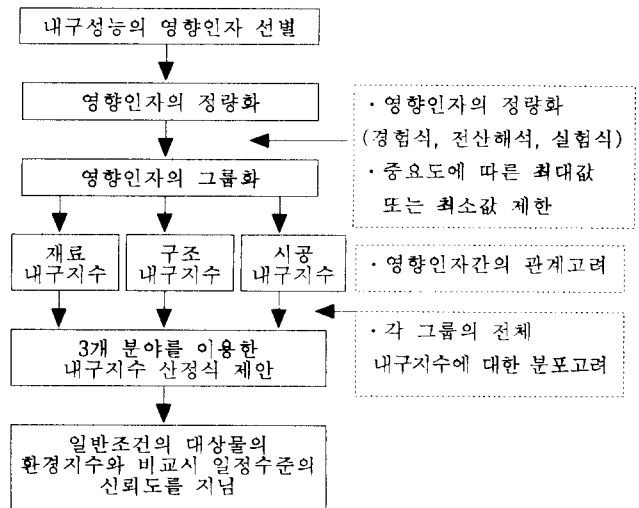 내구성능의 영향인자 선별
영향인자의 정량화
· 영향인자의 정량화
(경험식, 전산해석, 실험식)
· 중요도에 따른 최대값
또는 최소값 제한
영향인자의 그룹화
재료
내구지수
구조
내구지수
시공
내구지수
· 영향인자간의 관계고려
· 각 그룹의 전체
내구지수에 대한 분포고려
3개 분야를 이용한
내구지수 산정식 제안
일반조건의 대상물의
환경지수와 비교시 일정수준의
신뢰도를 지님